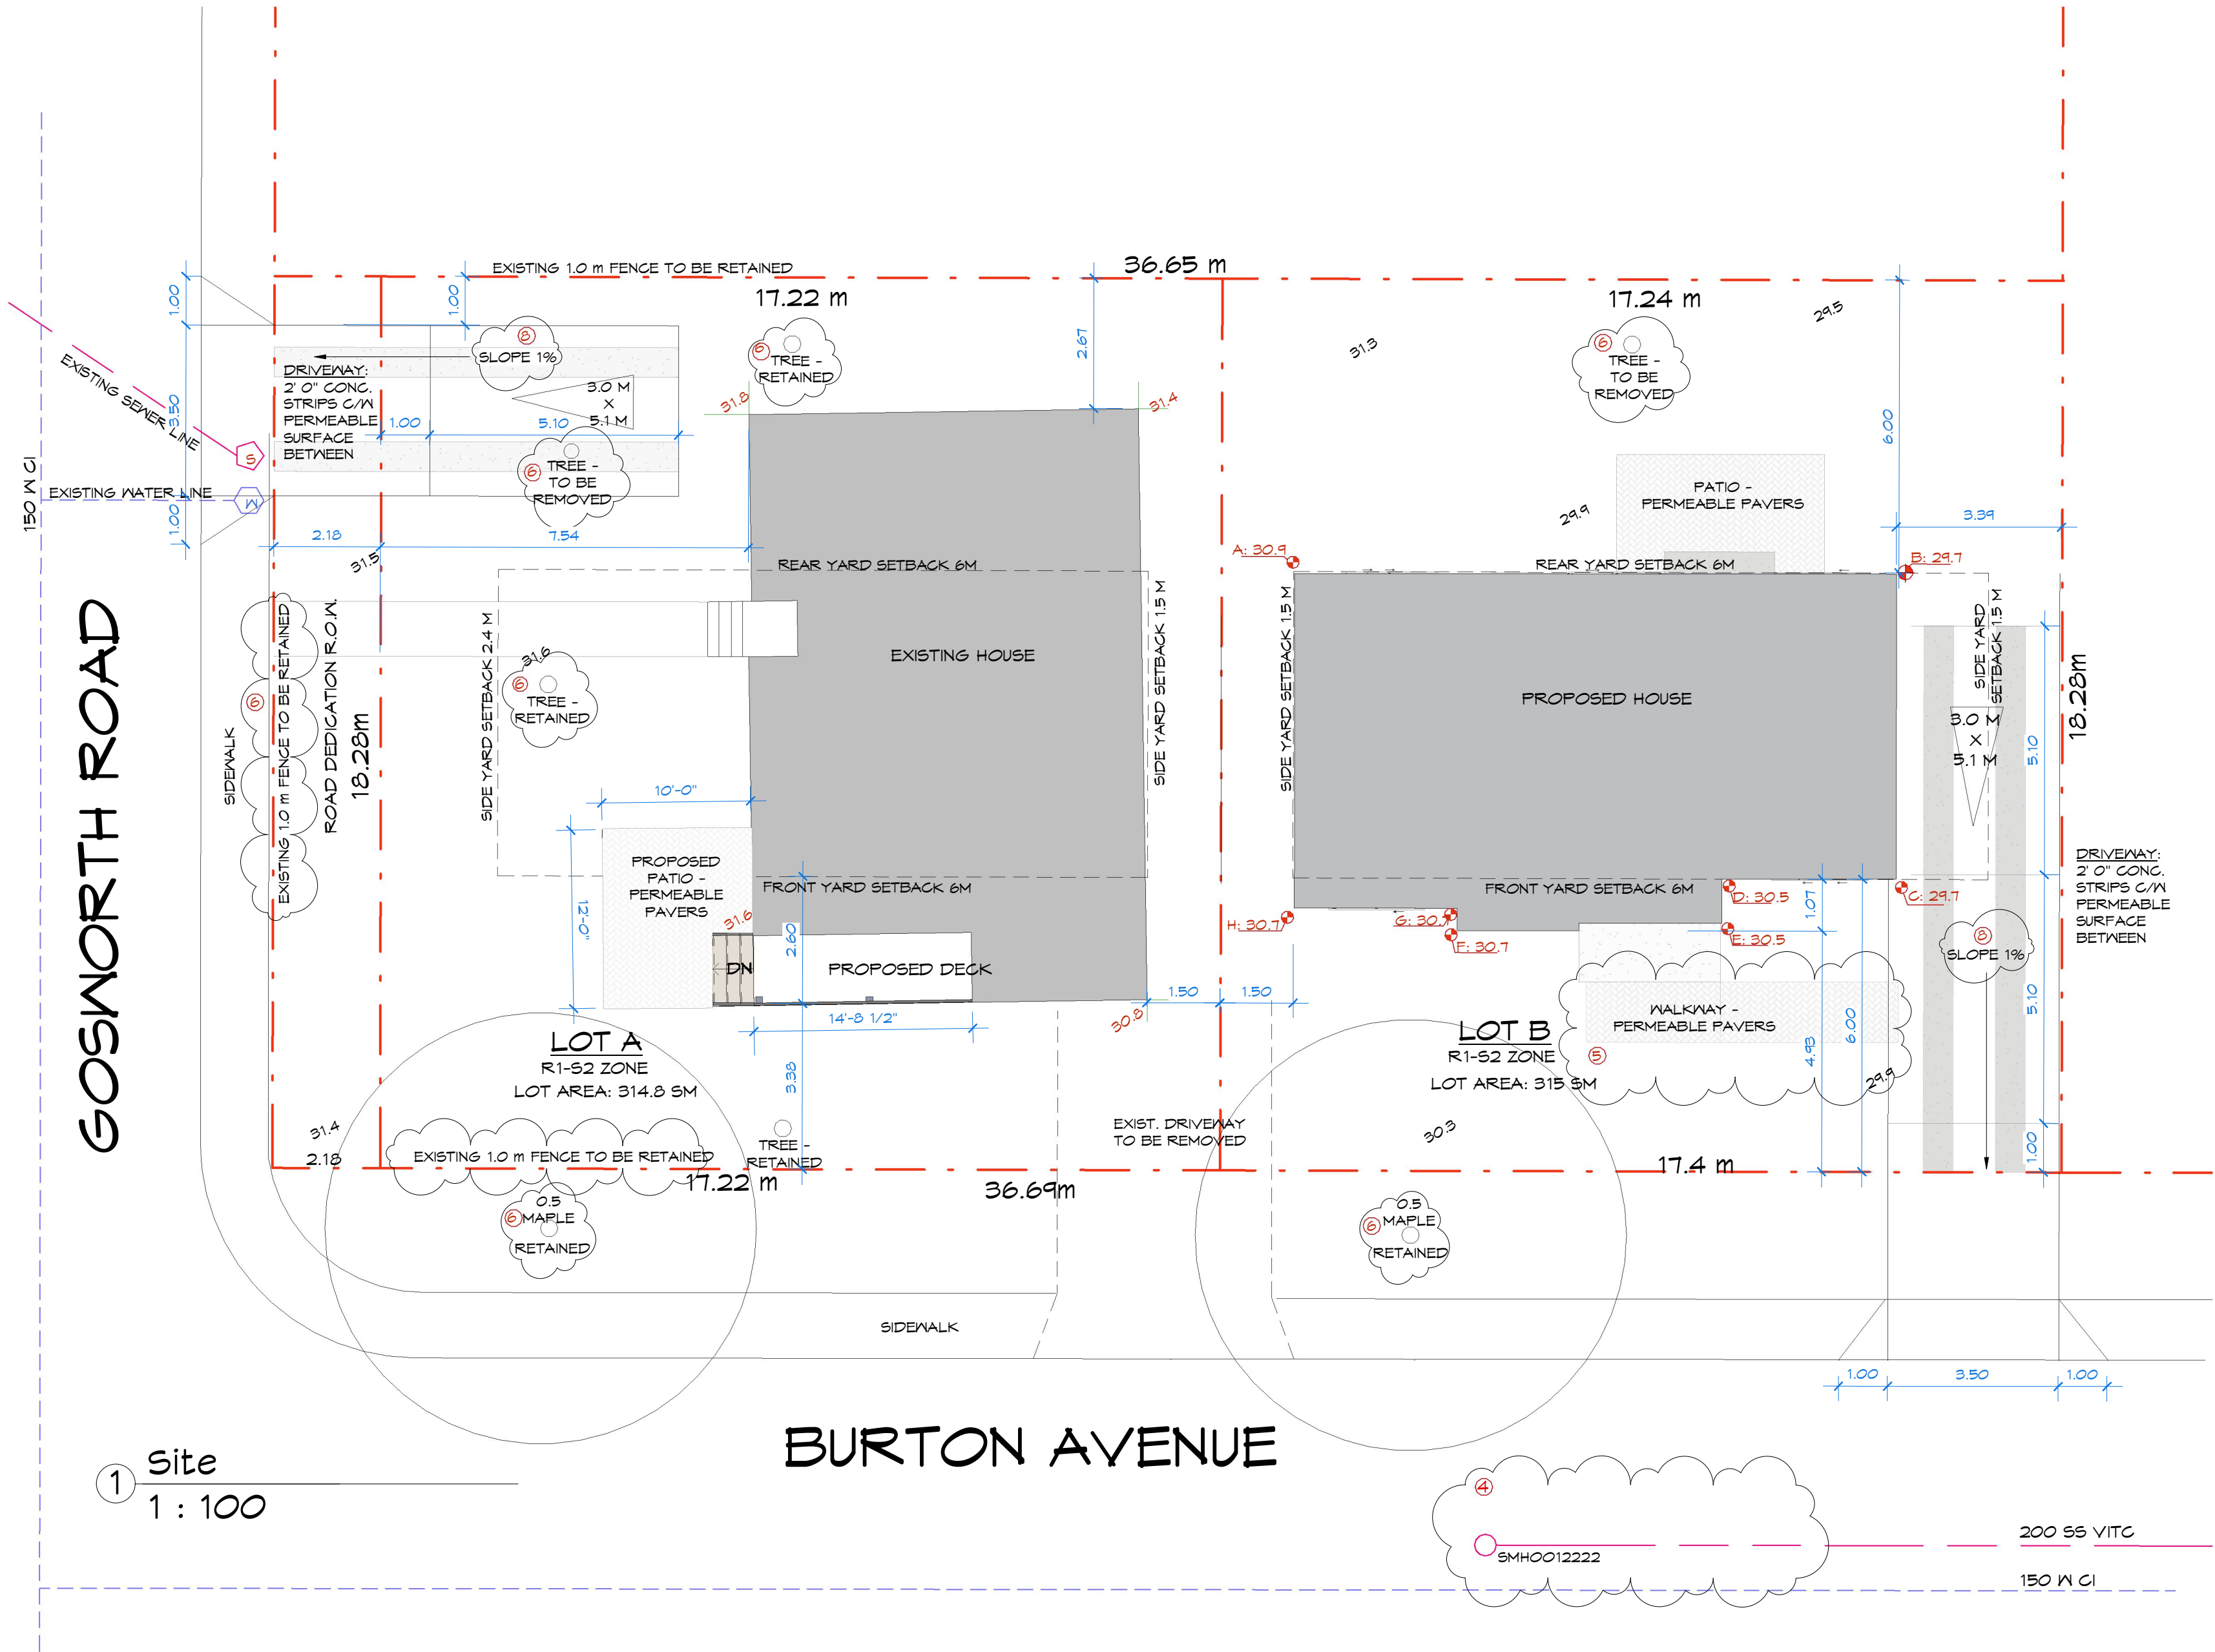 36.65 m
EXISTING 1.0 m FENCE TO BE RETAINED
17.22 m
17.24 m
29.5
1.00
1.00
8
SLOPE 1%
6
TREE -
RETAINED
2.67
31.3
6
TREE -
TO BE
REMOVED
EXISTING SEWER LINE
3.50
DRIVEWAY:
2' 0" CONC.
STRIPS C/W
PERMEABLE
SURFACE
BETWEEN
3.0 M
X
5.1 M
1.00
5.10
31.8
31.4
6.00
S
6
TREE -
TO BE
REMOVED
150 W CI
EXISTING WATER LINE
W
1.00
2.18
7.54
31.5
PATIO -
PERMEABLE PAVERS
29.9
3.39
A: 30.9
B: 29.7
REAR YARD SETBACK 6M
REAR YARD SETBACK 6M
GOSWORTH ROAD
SIDEWALK
6
EXISTING 1.0 m FENCE TO BE RETAINED
ROAD DEDICATION R.O.W.
18.28m
SIDE YARD SETBACK 2.4 M
31.6
6
TREE -
RETAINED
EXISTING HOUSE
SIDE YARD SETBACK 1.5 M
SIDE YARD SETBACK 1.5 M
PROPOSED HOUSE
SIDE YARD
SETBACK 1.5 M
3.0 M
X
5.1 M
5.10
18.28m
10'-0"
12'-0"
PROPOSED
PATIO -
PERMEABLE
PAVERS
31.6
FRONT YARD SETBACK 6M
FRONT YARD SETBACK 6M
2.60
DN
PROPOSED DECK
14'-8 1/2"
30.8
1.50
1.50
H: 30.7
G: 30.7
F: 30.7
D: 30.5
E: 30.5
C: 29.7
1.07
DRIVEWAY:
2' 0" CONC.
STRIPS C/W
PERMEABLE
SURFACE
BETWEEN
8
SLOPE 1%
WALKWAY -
PERMEABLE PAVERS
5
4.93
6.00
5.10
29.9
LOT A
R1-S2 ZONE
LOT AREA: 314.8 SM
3.38
LOT B
R1-S2 ZONE
LOT AREA: 315 SM
31.4
2.18
EXISTING 1.0 m FENCE TO BE RETAINED
TREE -
RETAINED
EXIST. DRIVEWAY
TO BE REMOVED
30.3
1.00
17.22 m
36.69m
17.4 m
0.5
6
MAPLE
RETAINED
0.5
6
MAPLE
RETAINED
SIDEWALK
1.00
3.50
1.00
BURTON AVENUE
1
Site
1 : 100
4
SMH0012222
200 SS VITC
150 W CI